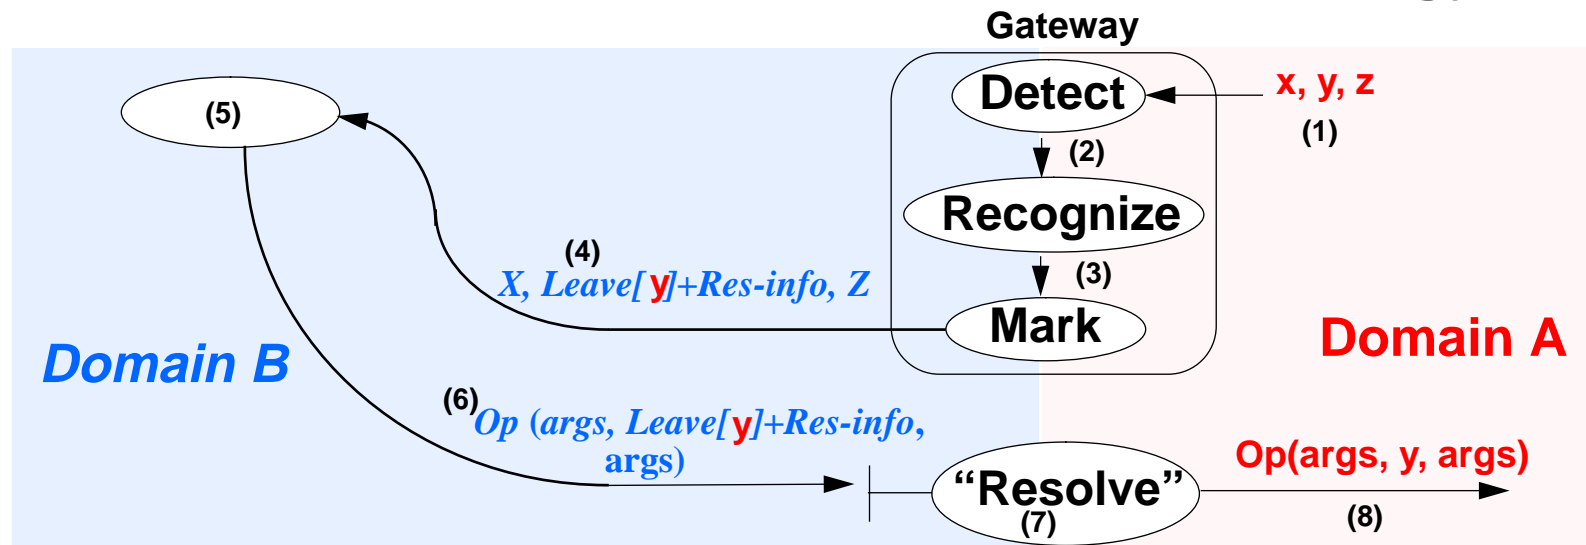 Gateway
Detect
x, y, z
(1)
(5)
(2)
Recognize
(4)
X, Leave[y]+Res-info, Z
(3)
Mark
Domain B
Domain A
(6)
Op (args, Leave[y]+Res-info,
args)
Op(args, y, args)
“Resolve”
(7)
(8)